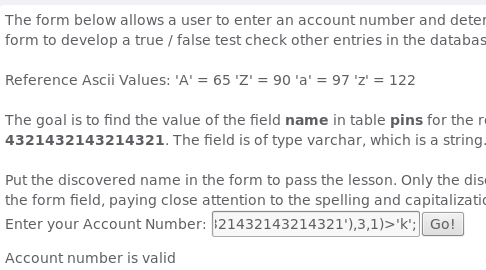 The form below allows a user to enter an account number and deter
form to develop a true / false test check other entries in the databas
Reference Ascii Values: 'A' = 65 'Z' = 90 'a' = 97 'z' = 122
The goal is to find the value of the field name in table pins for the r
4321432143214321. The field is of type varchar, which is a string.
Put the discovered name in the form to pass the lesson. Only the dis
the form field, paying close attention to the spelling and capitalizatio
Enter your Account Number: 321432143214321'),3,1)>'k'; Go!
Account number is valid